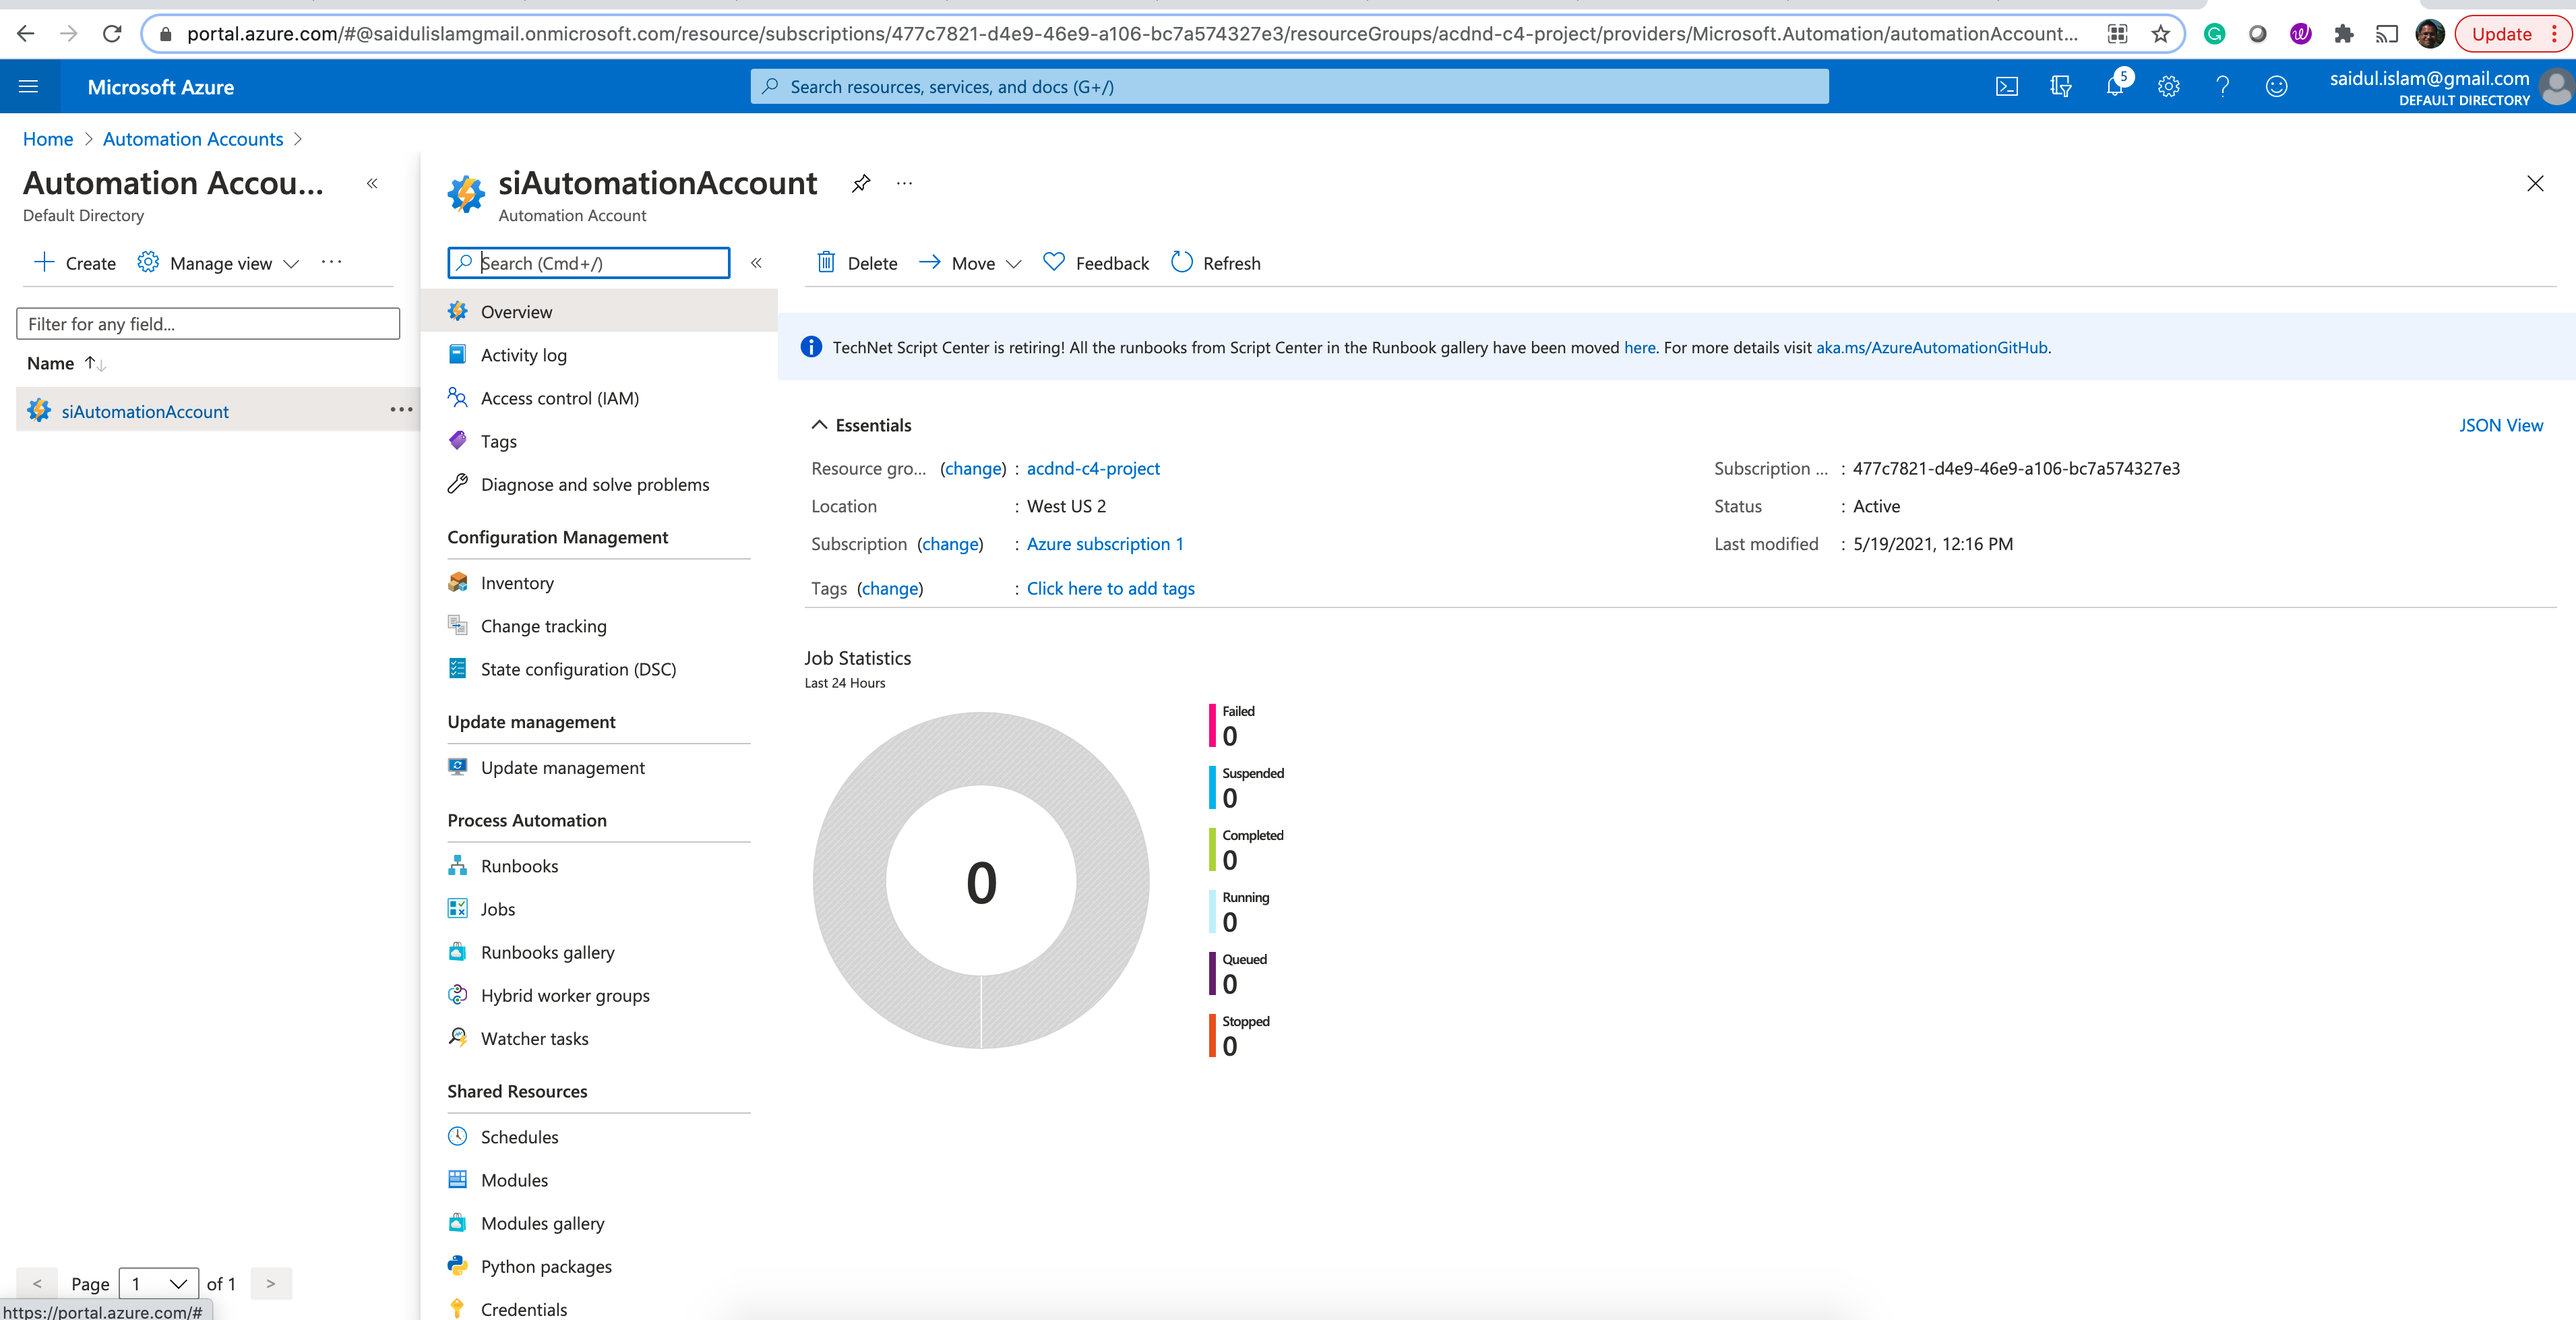 portal.azure.com/#@saidulislamgmail.onmicrosoft.com/resource/subscriptions/477c7821-d4e9-46e9-a106-bc7a574327e3/resourceGroups/acdnd-c4-project/providers/Microsoft.Automation/automationAccount...
Update
Microsoft Azure
Search resources, services, and docs (G+/)
5
saidul.islam@gmail.com
DEFAULT DIRECTORY
Home > Automation Accounts >
Automation Accou...
Default Directory
Create
Manage view
Filter for any field...
Name
siAutomationAccount
Page 1 of 1
https://portal.azure.com/#
siAutomationAccount
Automation Account
Search (Cmd+/)
Overview
Activity log
Access control (IAM)
Tags
Diagnose and solve problems
Configuration Management
Inventory
Change tracking
State configuration (DSC)
Update management
Update management
Process Automation
Runbooks
Jobs
Runbooks gallery
Hybrid worker groups
Watcher tasks
Shared Resources
Schedules
Modules
Modules gallery
Python packages
Credentials
Delete
Move
Feedback
Refresh
TechNet Script Center is retiring! All the runbooks from Script Center in the Runbook gallery have been moved here. For more details visit aka.ms/AzureAutomationGitHub.
Essentials
JSON View
Resource gro... (change) : acdnd-c4-project
Location : West US 2
Subscription (change) : Azure subscription 1
Tags (change) : Click here to add tags
Subscription ... : 477c7821-d4e9-46e9-a106-bc7a574327e3
Status : Active
Last modified : 5/19/2021, 12:16 PM
Job Statistics
Last 24 Hours
0
Failed
0
Suspended
0
Completed
0
Running
0
Queued
0
Stopped
0